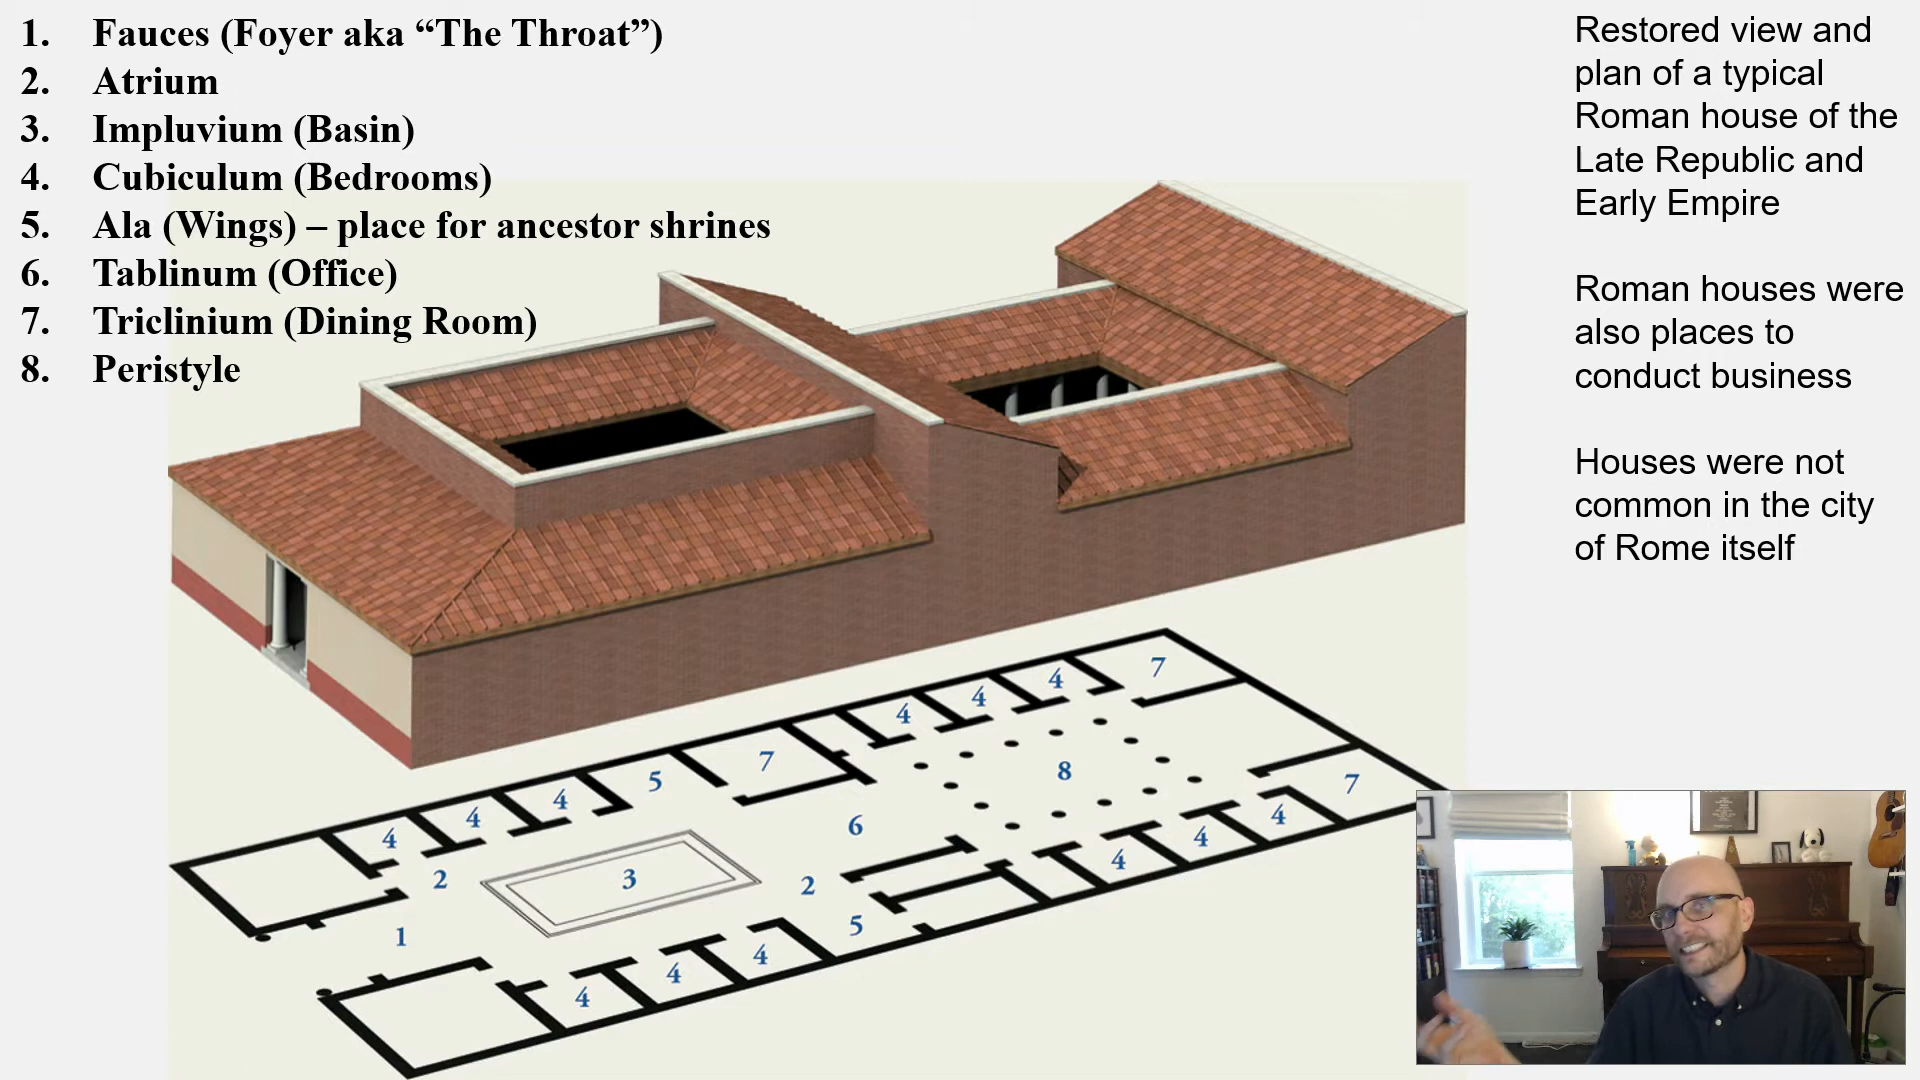 1. Fauces (Foyer aka “The Throat”)
2. Atrium
3. Impluvium (Basin)
4. Cubiculum (Bedrooms)
5. Ala (Wings) – place for ancestor shrines
6. Tablinum (Office)
7. Triclinium (Dining Room)
8. Peristyle
Restored view and
plan of a typical
Roman house of the
Late Republic and
Early Empire
Roman houses were
also places to
conduct business
Houses were not
common in the city
of Rome itself
7
4
4
4
7
8
5
7
4
4
4
6
4
4
4
2
3
2
5
1
4
4
4